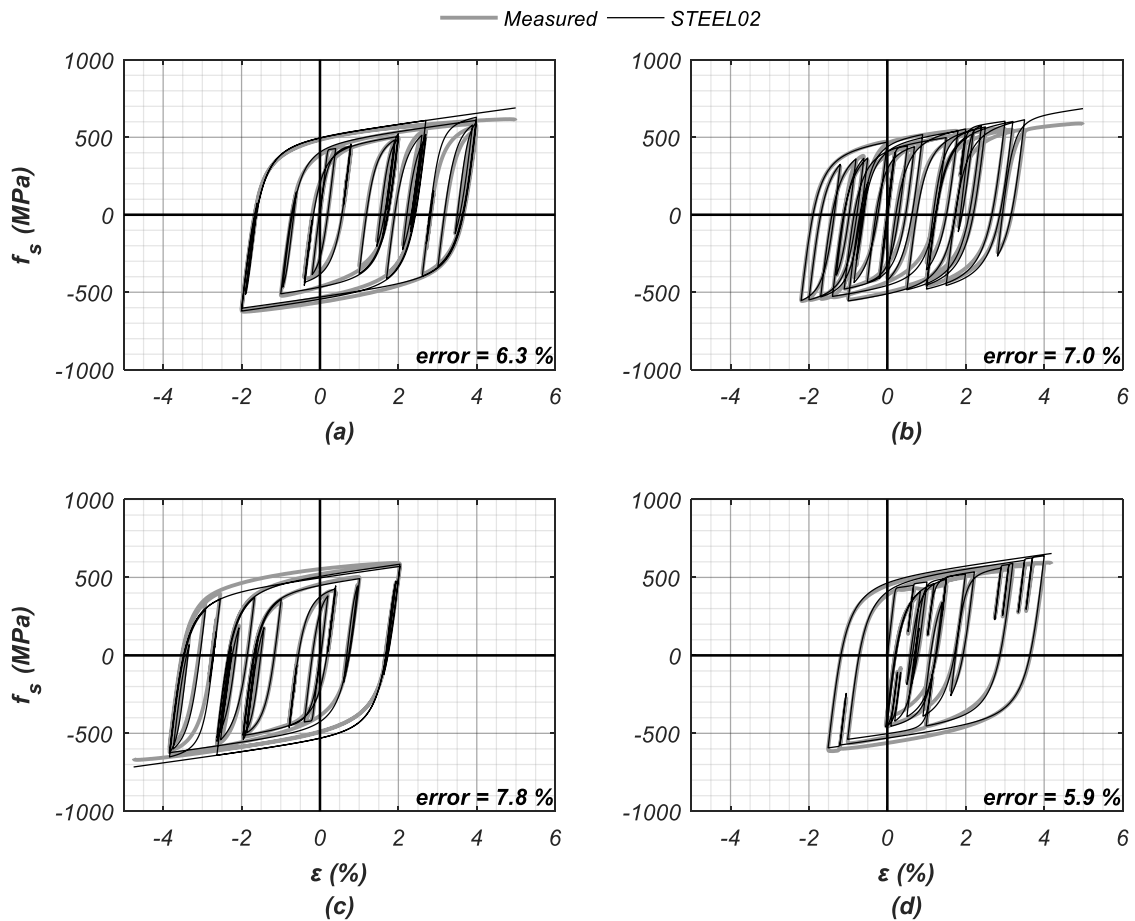 Measured STEEL02
1000
500
0
-500
-1000
f s (MPa)
error = 6.3 %
-4 -2 0 2 4 6
(a)
1000
500
0
-500
-1000
error = 7.0 %
-4 -2 0 2 4 6
(b)
1000
500
0
-500
-1000
f s (MPa)
error = 7.8 %
-4 -2 0 2 4 6
ε (%)
(c)
1000
500
0
-500
-1000
error = 5.9 %
-4 -2 0 2 4 6
ε (%)
(d)